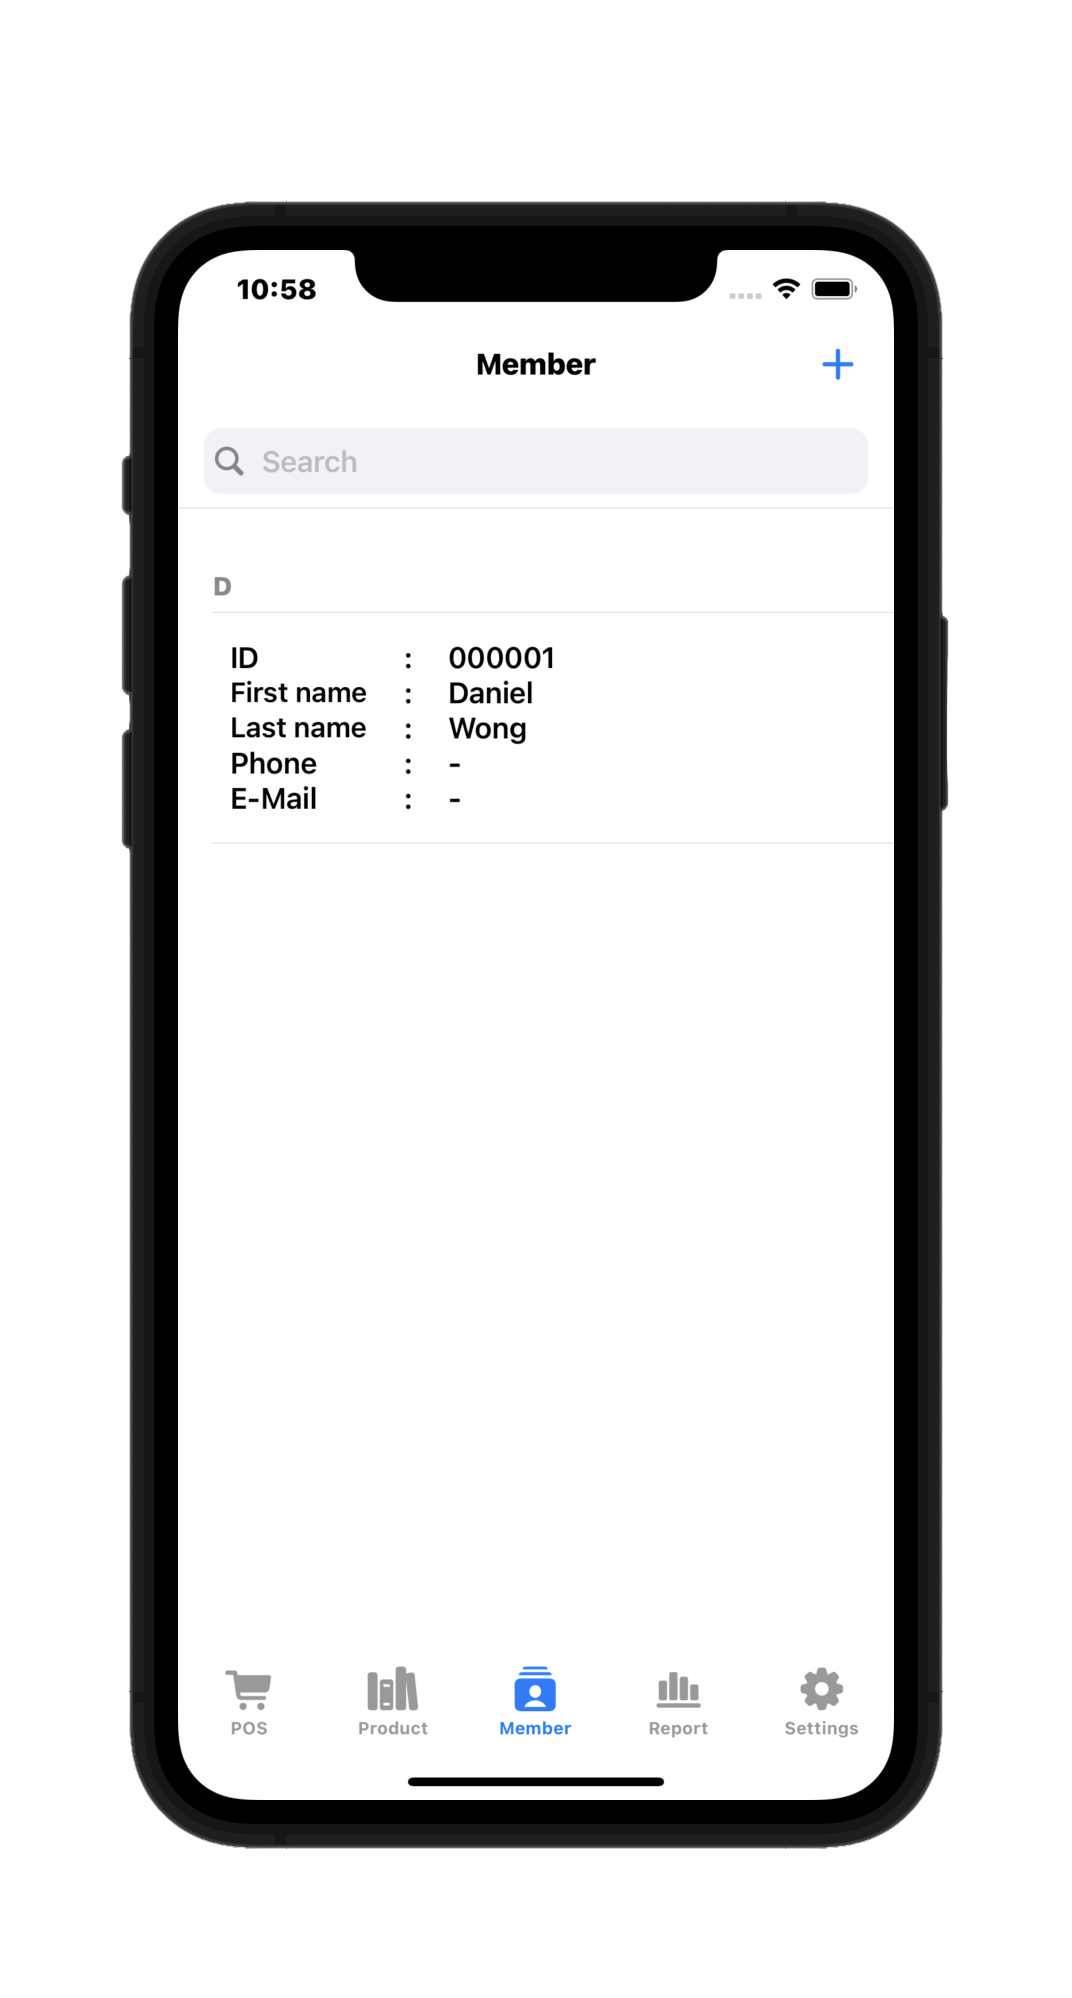 10:58
Member
Search
D
ID : 000001
First name : Daniel
Last name : Wong
Phone : -
E-Mail : -
POS Product Member Report Settings